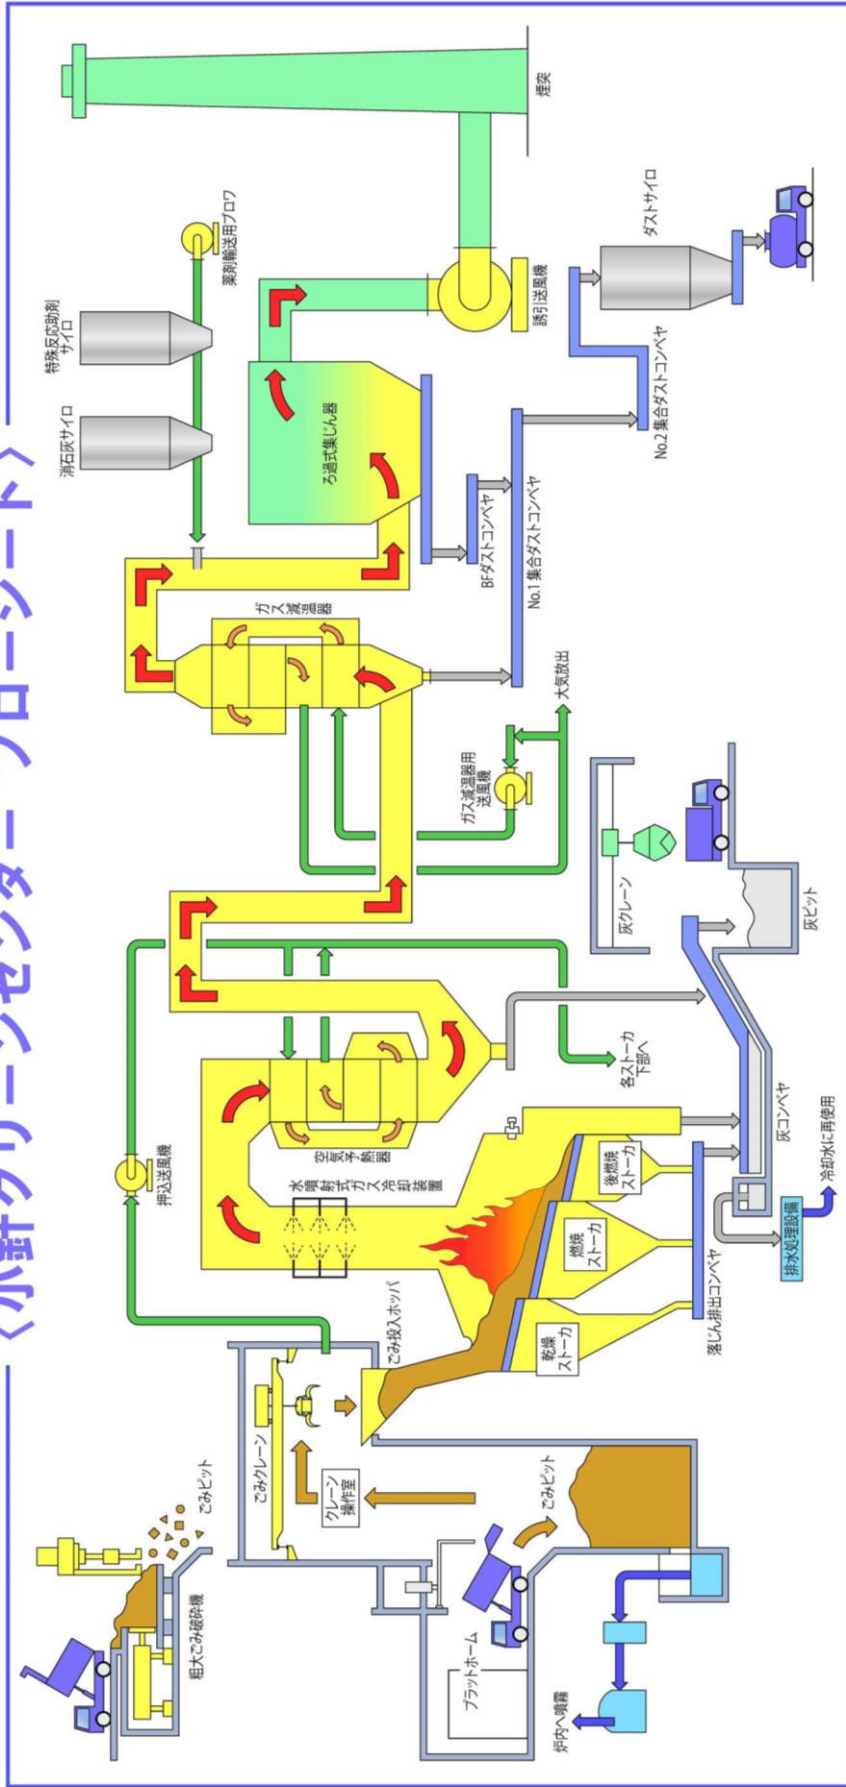 〈小針クリーンセンター フローシート〉
粗大ごみ破砕機
ごみピット
プラットホーム
炉内へ噴霧
ごみピット
クレーン
操作室
ごみクレーン
ごみ投入ホッパ
押込送風機
水噴射式ガス冷却装置
空気予熱器
乾燥
ストーカ
燃焼
ストーカ
後燃焼
ストーカ
落じん排出コンベヤ
排水処理設備
冷却水に再使用
灰コンベヤ
各ストーカ
下部へ
灰クレーン
灰ピット
ガス減温器用
送風機
大気放出
ガス減温器
消石灰サイロ
特殊反応助剤
サイロ
薬剤輸送用ブロワ
ろ過式集じん器
BFダストコンベヤ
No.1 集合ダストコンベヤ
No.2 集合ダストコンベヤ
誘引送風機
煙突
ダストサイロ